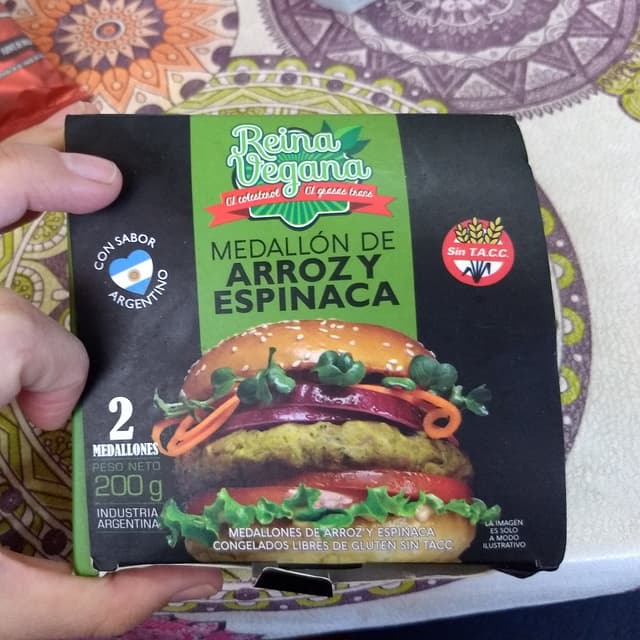 Reina
Vegana
0% colesterol 0% grasas trans
MEDALLÓN DE
ARROZ Y
ESPINACA
CON SABOR
ARGENTINO
Sin T.A.C.C.
2
MEDALLONES
PESO NETO
200 g
INDUSTRIA
ARGENTINA
MEDALLONES DE ARROZ Y ESPINACA
CONGELADOS LIBRES DE GLUTEN SIN TACC
LA IMAGEN
ES SOLO
A MODO
ILUSTRATIVO